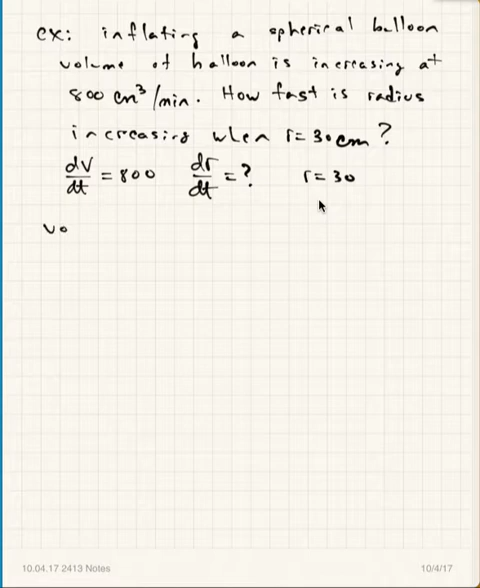 ex: inflating a spherical balloon
volume of balloon is increasing at
800 cm³/min. How fast is radius
increasing when r=30cm?
dV/dt = 800 dr/dt = ? r = 30
vo
10.04.17 2413 Notes 10/4/17